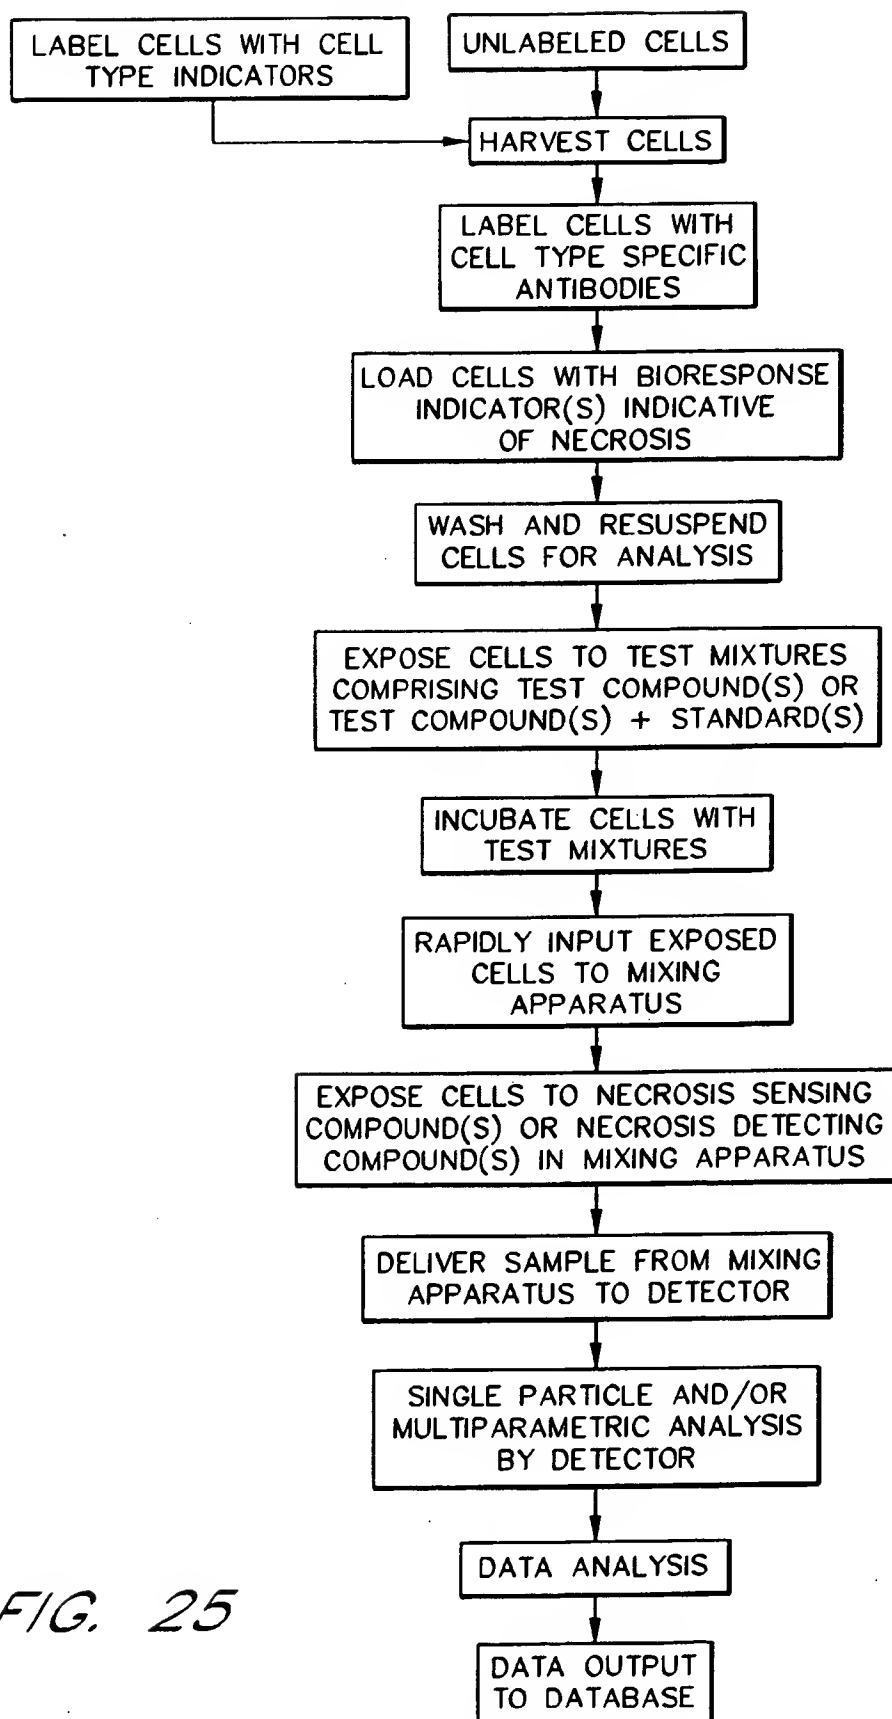 LABEL CELLS WITH CELL
TYPE INDICATORS
UNLABELED CELLS
HARVEST CELLS
LABEL CELLS WITH
CELL TYPE SPECIFIC
ANTIBODIES
LOAD CELLS WITH BIORESPONSE
INDICATOR(S) INDICATIVE
OF NECROSIS
WASH AND RESUSPEND
CELLS FOR ANALYSIS
EXPOSE CELLS TO TEST MIXTURES
COMPRISING TEST COMPOUND(S) OR
TEST COMPOUND(S) + STANDARD(S)
INCUBATE CELLS WITH
TEST MIXTURES
RAPIDLY INPUT EXPOSED
CELLS TO MIXING
APPARATUS
EXPOSE CELLS TO NECROSIS SENSING
COMPOUND(S) OR NECROSIS DETECTING
COMPOUND(S) IN MIXING APPARATUS
DELIVER SAMPLE FROM MIXING
APPARATUS TO DETECTOR
SINGLE PARTICLE AND/OR
MULTIPARAMETRIC ANALYSIS
BY DETECTOR
DATA ANALYSIS
DATA OUTPUT
TO DATABASE
FIG. 25